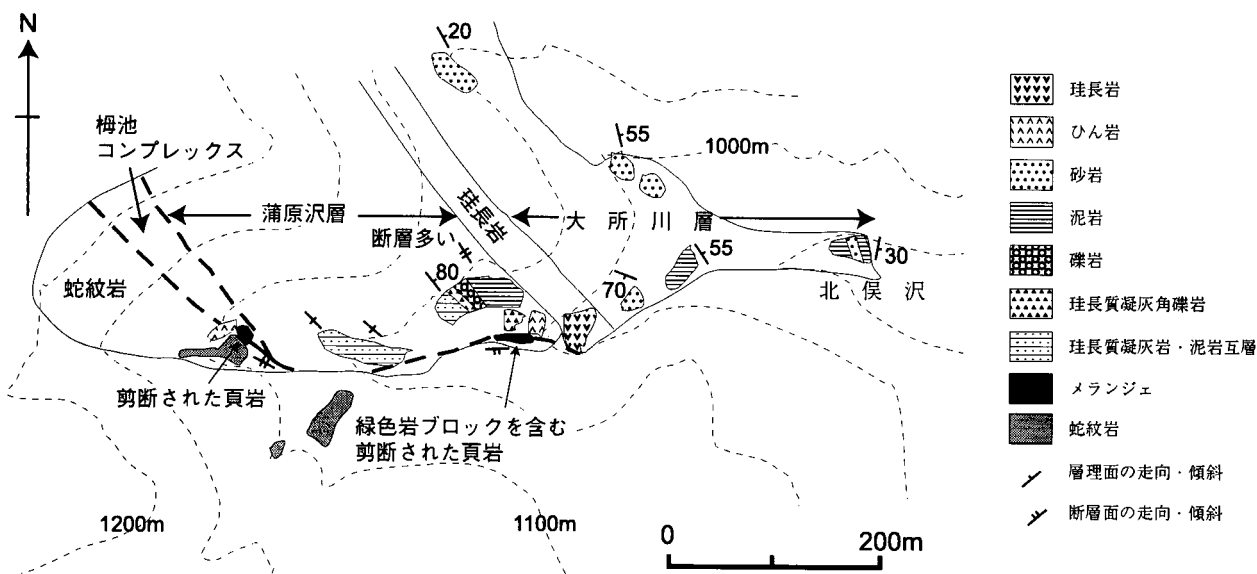 N
20
栂池
コンプレックス
55
1000m
蒲原沢層
珪長岩
大所川層
断層多い
80
55
30
70
蛇紋岩
北俣沢
剪断された頁岩
緑色岩ブロックを含む
剪断された頁岩
1200m
1100m
0
200m
珪長岩
ひん岩
砂岩
泥岩
礫岩
珪長質凝灰角礫岩
珪長質凝灰岩・泥岩互層
メランジェ
蛇紋岩
層理面の走向・傾斜
断層面の走向・傾斜